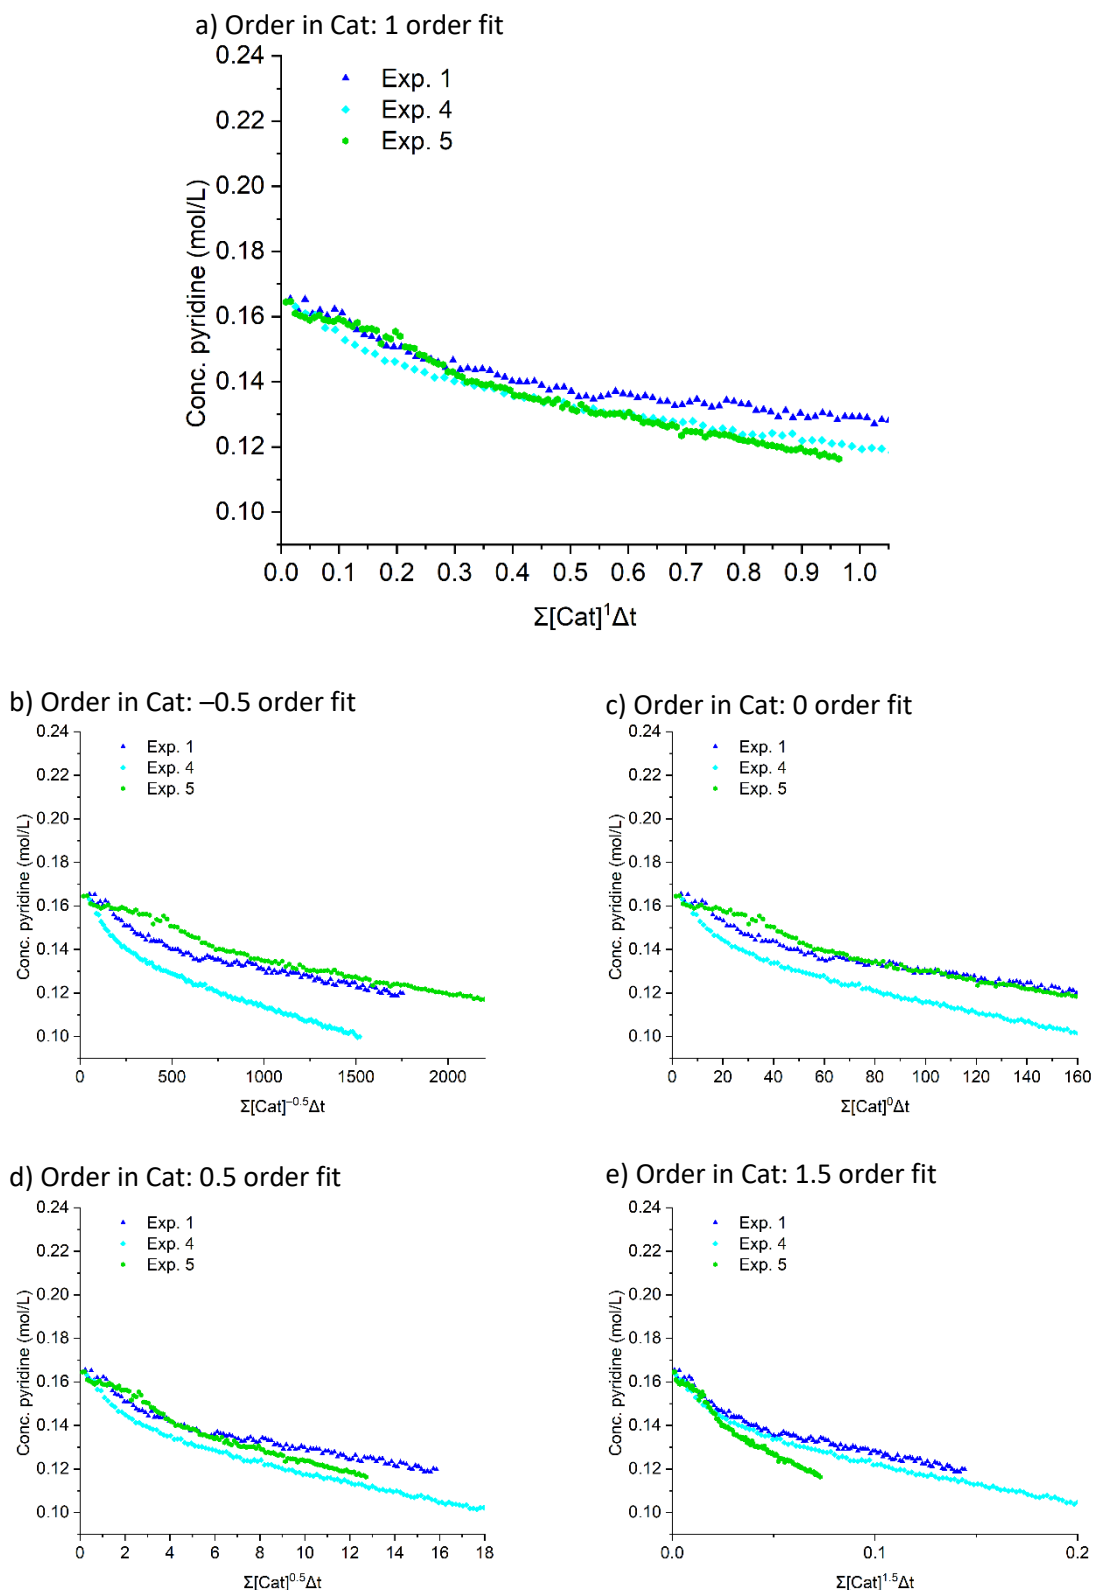 a) Order in Cat: 1 order fit
0.24
0.22
0.20
0.18
0.16
0.14
0.12
0.10
Conc. pyridine (mol/L)
Exp. 1
Exp. 4
Exp. 5
0.0 0.1 0.2 0.3 0.4 0.5 0.6 0.7 0.8 0.9 1.0
Σ[Cat]¹Δt
b) Order in Cat: –0.5 order fit
0.24
0.22
0.20
0.18
0.16
0.14
0.12
0.10
Conc. pyridine (mol/L)
Exp. 1
Exp. 4
Exp. 5
0 500 1000 1500 2000
Σ[Cat]⁻⁰·⁵Δt
c) Order in Cat: 0 order fit
0.24
0.22
0.20
0.18
0.16
0.14
0.12
0.10
Conc. pyridine (mol/L)
Exp. 1
Exp. 4
Exp. 5
0 20 40 60 80 100 120 140 160
Σ[Cat]⁰Δt
d) Order in Cat: 0.5 order fit
0.24
0.22
0.20
0.18
0.16
0.14
0.12
0.10
Conc. pyridine (mol/L)
Exp. 1
Exp. 4
Exp. 5
0 2 4 6 8 10 12 14 16 18
Σ[Cat]⁰·⁵Δt
e) Order in Cat: 1.5 order fit
0.24
0.22
0.20
0.18
0.16
0.14
0.12
0.10
Conc. pyridine (mol/L)
Exp. 1
Exp. 4
Exp. 5
0.0 0.1 0.2
Σ[Cat]¹·⁵Δt